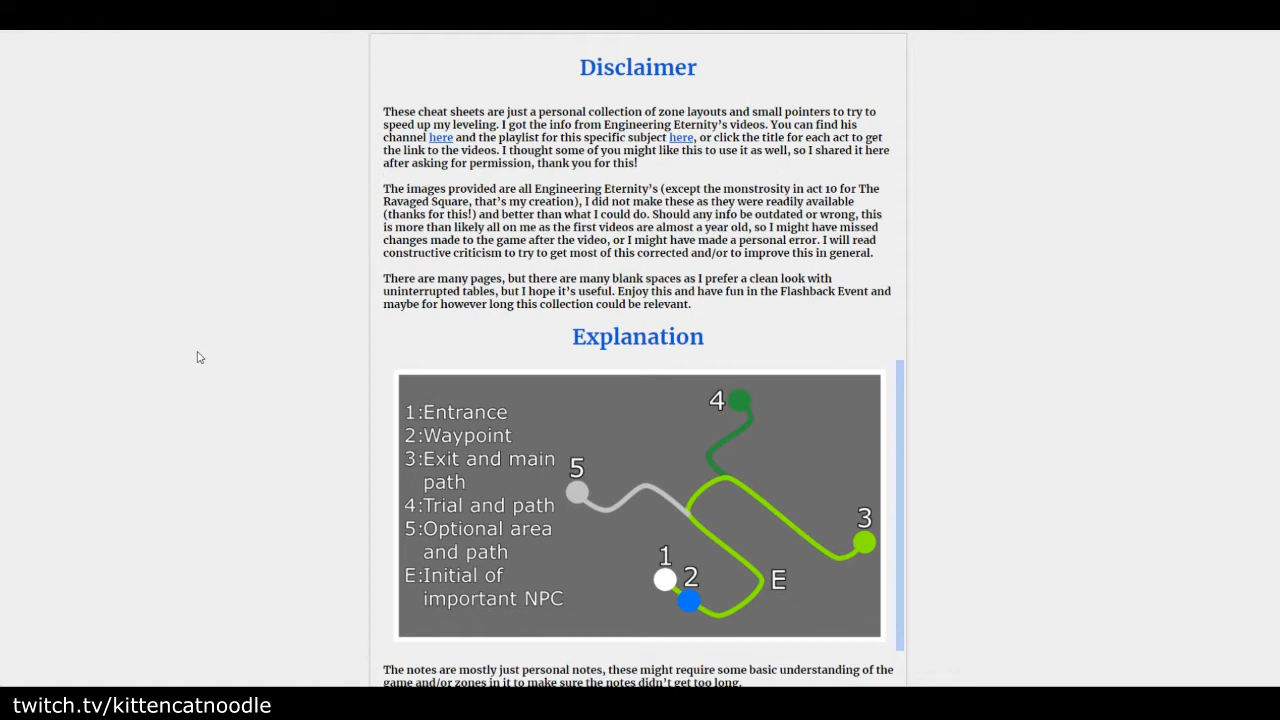 Disclaimer
These cheat sheets are just a personal collection of zone layouts and small pointers to try to
speed up my leveling. I got the info from Engineering Eternity's videos. You can find his
channel here and the playlist for this specific subject here, or click the title for each act to get
the link to the videos. I thought some of you might like this to use it as well, so I shared it here
after asking for permission, thank you for this!
The images provided are all Engineering Eternity's (except the monstrosity in act 10 for The
Ravaged Square, that's my creation), I did not make these as they were readily available
(thanks for this!) and better than what I could do. Should any info be outdated or wrong, this
is more than likely all on me as the first videos are almost a year old, so I might have missed
changes made to the game after the video, or I might have made a personal error. I will read
constructive criticism to try to get most of this corrected and/or to improve this in general.
There are many pages, but there are many blank spaces as I prefer a clean look with
uninterrupted tables, but I hope it's useful. Enjoy this and have fun in the Flashback Event and
maybe for however long this collection could be relevant.
Explanation
1:Entrance
2:Waypoint
3:Exit and main
path
4:Trial and path
5:Optional area
and path
E:Initial of
important NPC
4
5
3
1
2
E
The notes are mostly just personal notes, these might require some basic understanding of the
game and/or zones in it to make sure the notes didn't get too long.
twitch.tv/kittencatnoodle